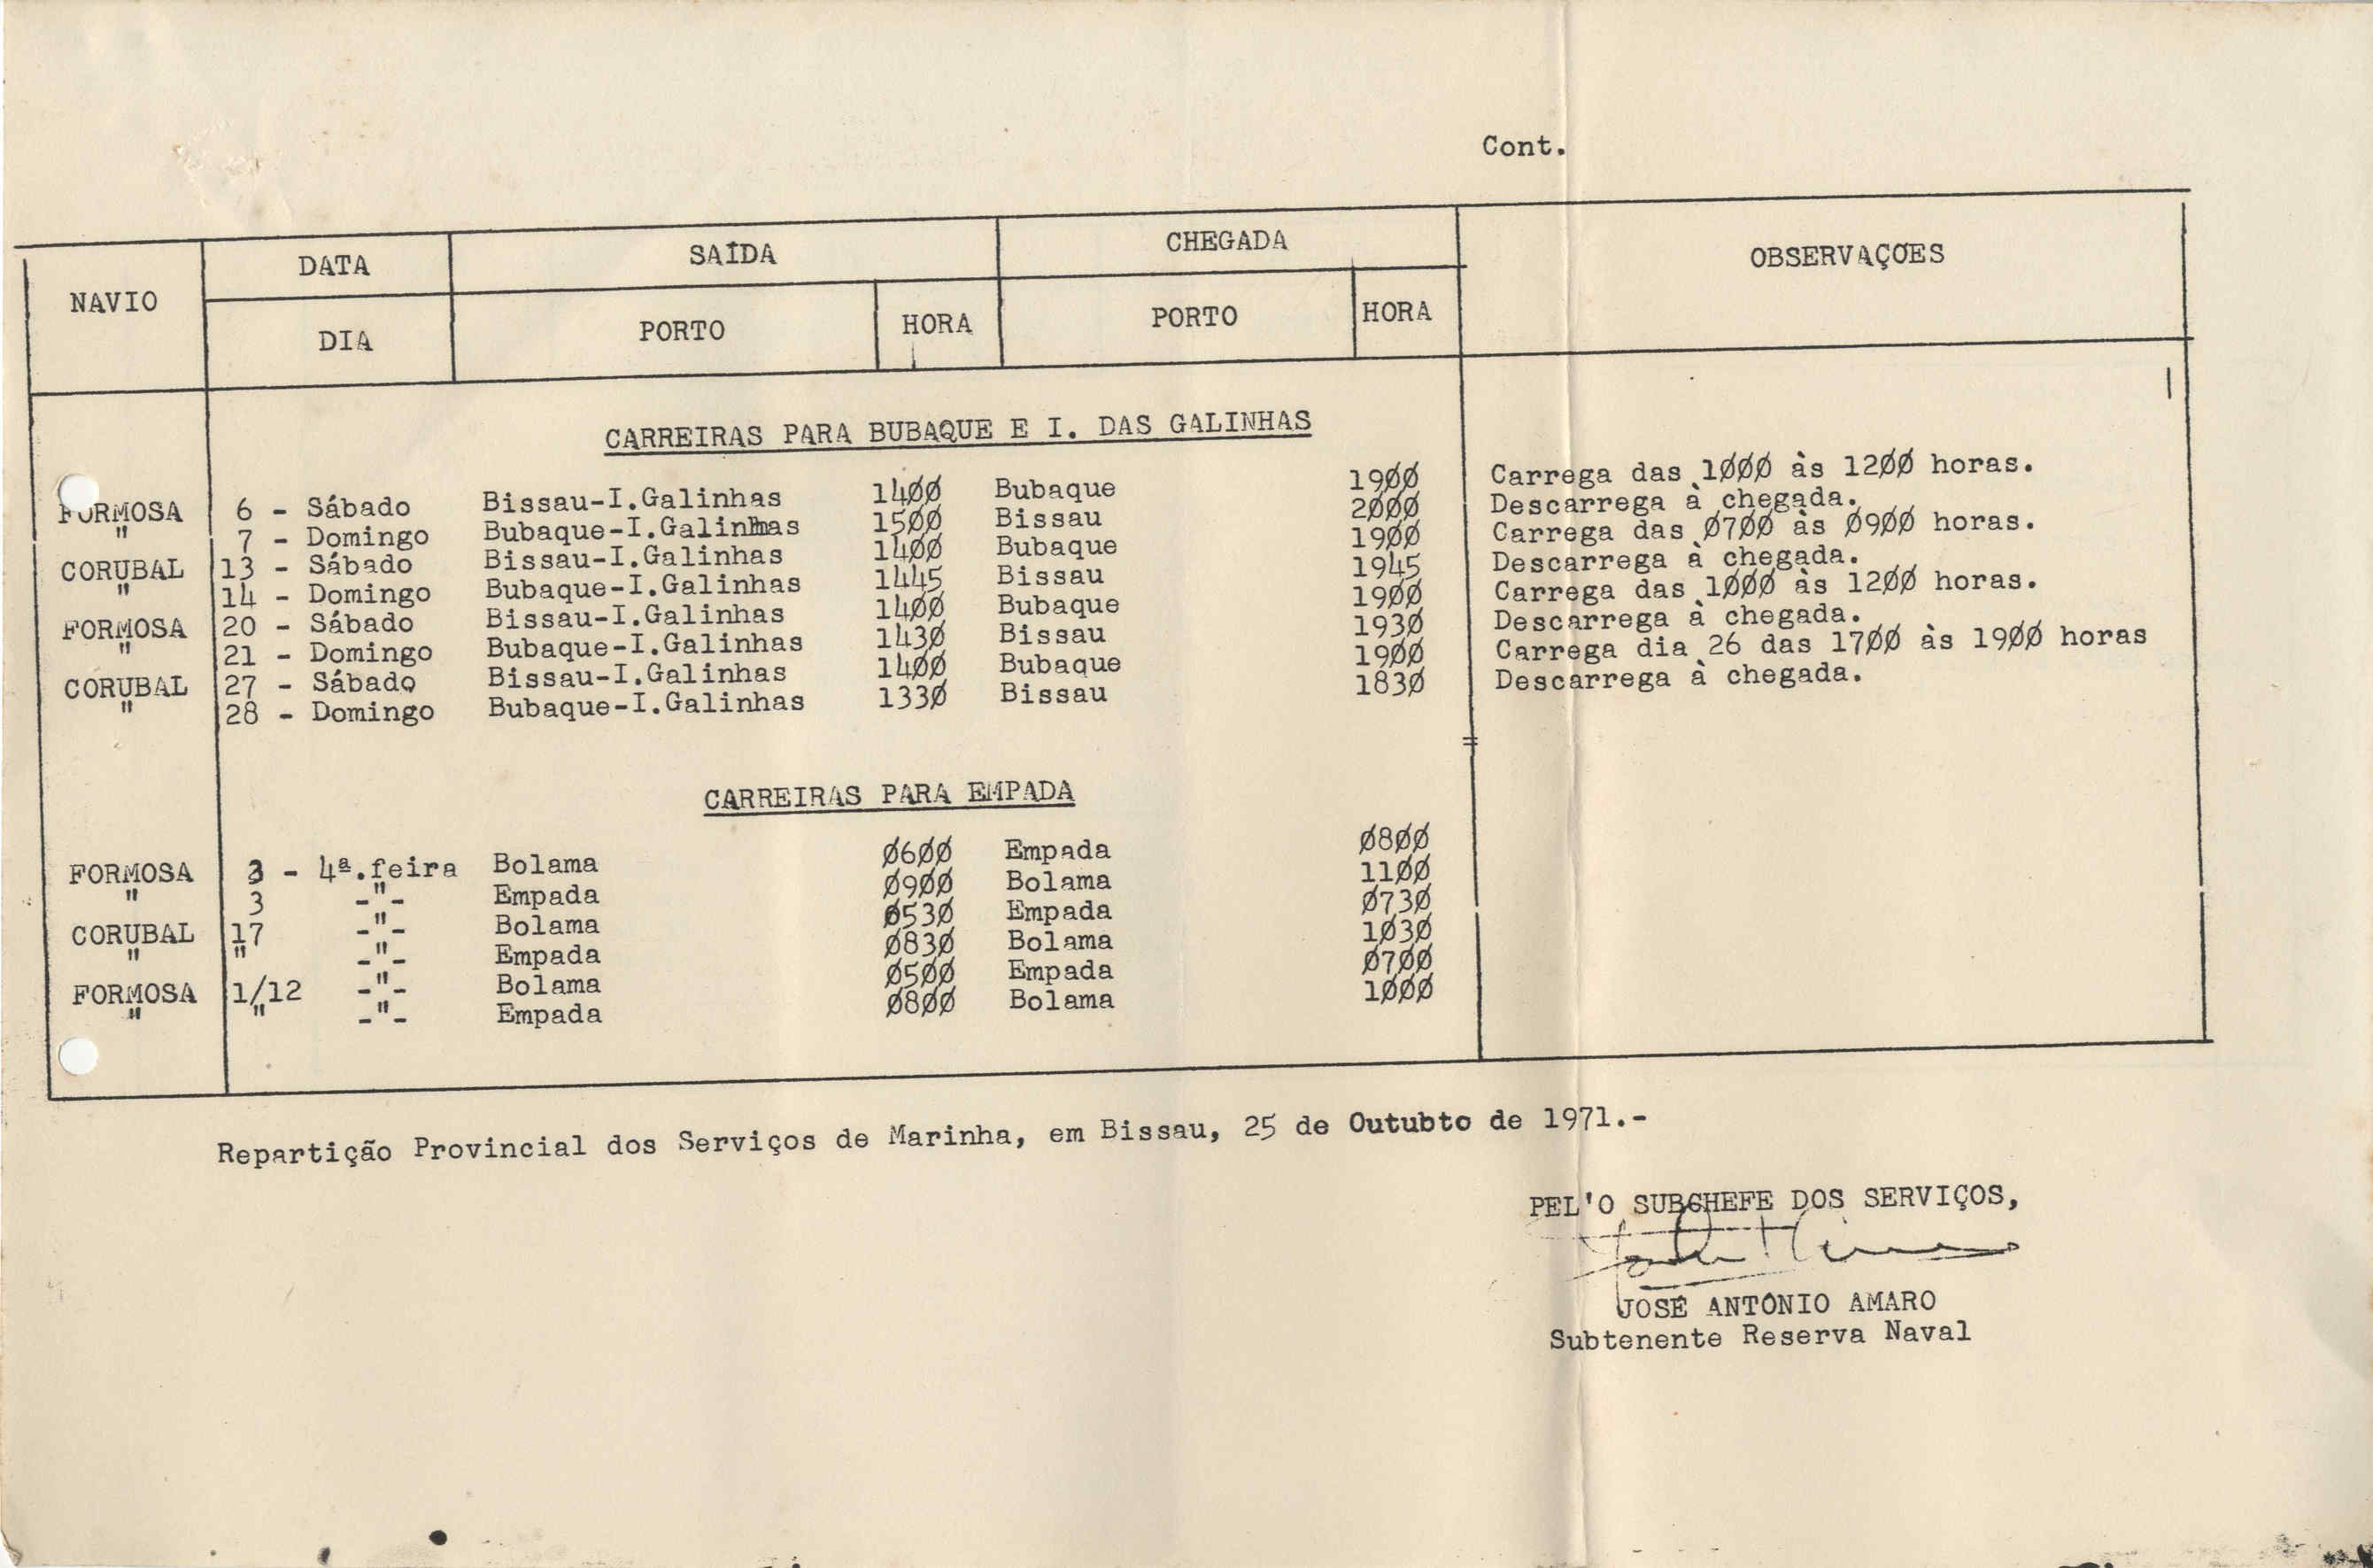 Cont.
NAVIO DATA SAÍDA CHEGADA OBSERVAÇÕES
DIA PORTO HORA PORTO HORA
CARREIRAS PARA BUBAQUE E I. DAS GALINHAS
FORMOSA 6 - Sábado Bissau-I.Galinhas 14ØØ Bubaque 19ØØ Carrega das 1ØØØ às 12ØØ horas.
" 7 - Domingo Bubaque-I.Galinhas 15ØØ Bissau 2ØØØ Descarrega à chegada.
CORUBAL 13 - Sábado Bissau-I.Galinhas 14ØØ Bubaque 19ØØ Carrega das Ø7ØØ às Ø9ØØ horas.
" 14 - Domingo Bubaque-I.Galinhas 1445 Bissau 1945 Descarrega à chegada.
FORMOSA 20 - Sábado Bissau-I.Galinhas 14ØØ Bubaque 19ØØ Carrega das 1ØØØ às 12ØØ horas.
" 21 - Domingo Bubaque-I.Galinhas 143Ø Bissau 193Ø Descarrega à chegada.
CORUBAL 27 - Sábado Bissau-I.Galinhas 14ØØ Bubaque 19ØØ Carrega dia 26 das 17ØØ às 19ØØ horas
" 28 - Domingo Bubaque-I.Galinhas 133Ø Bissau 183Ø Descarrega à chegada.
CARREIRAS PARA EMPADA
FORMOSA 3 - 4ª.feira Bolama Ø6ØØ Empada Ø8ØØ
" 3 -"- Empada Ø9ØØ Bolama 11ØØ
CORUBAL 17 -"- Bolama Ø53Ø Empada Ø73Ø
" " -"- Empada Ø83Ø Bolama 1Ø3Ø
FORMOSA 1/12 -"- Bolama Ø5ØØ Empada Ø7ØØ
" " -"- Empada Ø8ØØ Bolama 1ØØØ
Repartição Provincial dos Serviços de Marinha, em Bissau, 25 de Outubto de 1971.-
PEL'O SUBCHEFE DOS SERVIÇOS,
JOSÉ ANTÓNIO AMARO
Subtenente Reserva Naval